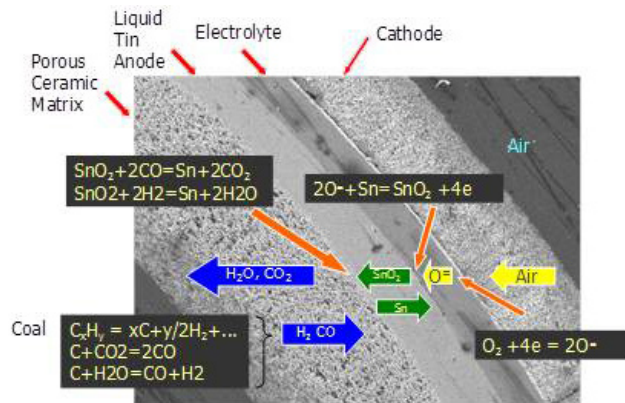 Liquid
Tin
Anode
Electrolyte
Cathode
Porous
Ceramic
Matrix
Air
SnO₂+2CO=Sn+2CO₂
SnO2+2H2=Sn+2H2O
2O⁼+Sn=SnO₂ +4e
H₂O, CO₂
SnO₂
O⁼
Air
Sn
Coal
CₓHᵧ = xC+y/2H₂+...
C+CO2=2CO
C+H2O=CO+H2
H₂ CO
O₂ +4e = 2O⁼